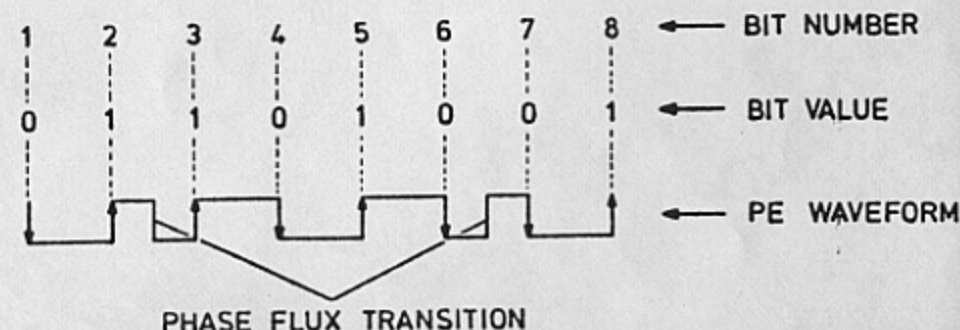 1 2 3 4 5 6 7 8 BIT NUMBER
0 1 1 0 1 0 0 1 BIT VALUE
PE WAVEFORM
PHASE FLUX TRANSITION